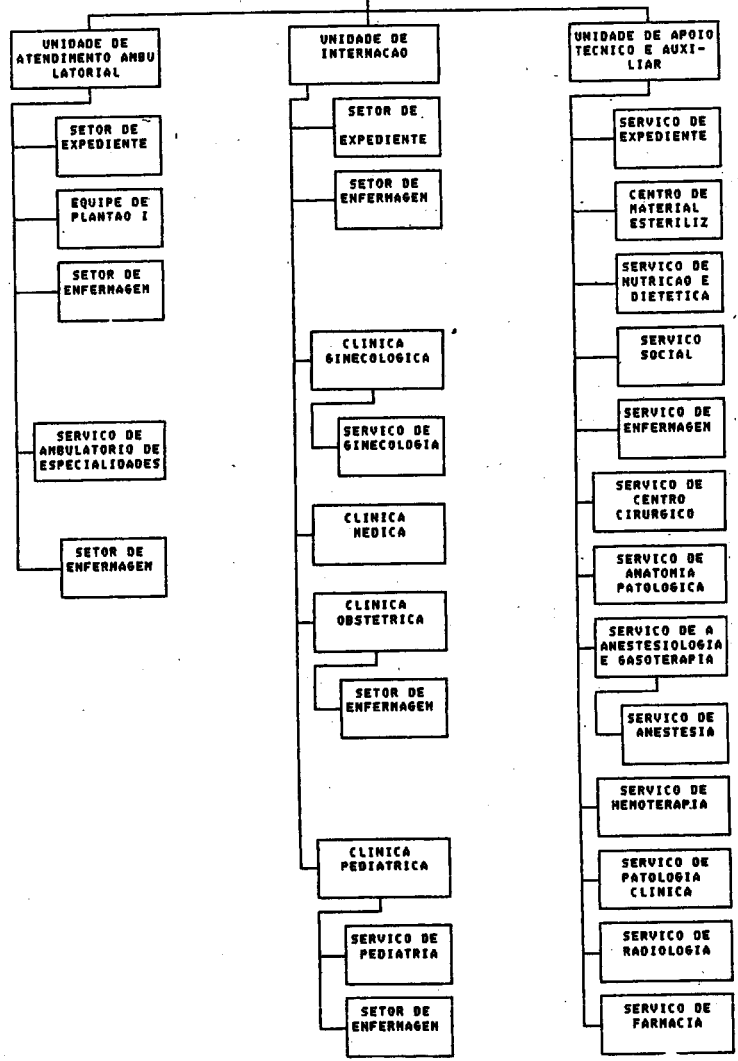 UNIDADE DE
ATENDIMENTO AMBU
LATORIAL
SETOR DE
EXPEDIENTE
EQUIPE DE
PLANTAO I
SETOR DE
ENFERMAGEM
SERVICO DE
AMBULATORIO DE
ESPECIALIDADES
SETOR DE
ENFERMAGEM
UNIDADE DE
INTERNACAO
SETOR DE
EXPEDIENTE
SETOR DE
ENFERMAGEM
CLINICA
GINECOLOGICA
SERVICO DE
GINECOLOGIA
CLINICA
MEDICA
CLINICA
OBSTETRICA
SETOR DE
ENFERMAGEM
CLINICA
PEDIATRICA
SERVICO DE
PEDIATRIA
SETOR DE
ENFERMAGEM
UNIDADE DE APOIO
TECNICO E AUXI-
LIAR
SERVICO DE
EXPEDIENTE
CENTRO DE
MATERIAL
ESTERILIZ
SERVICO DE
NUTRICAO E
DIETETICA
SERVICO
SOCIAL
SERVICO DE
ENFERMAGEM
SERVICO DE
CENTRO
CIRURGICO
SERVICO DE
ANATOMIA
PATOLOGICA
SERVICO DE A
ANESTESIOLOGIA
E GASOTERAPIA
SERVICO DE
ANESTESIA
SERVICO DE
HEMOTERAPIA
SERVICO DE
PATOLOGIA
CLINICA
SERVICO DE
RADIOLOGIA
SERVICO DE
FARMACIA